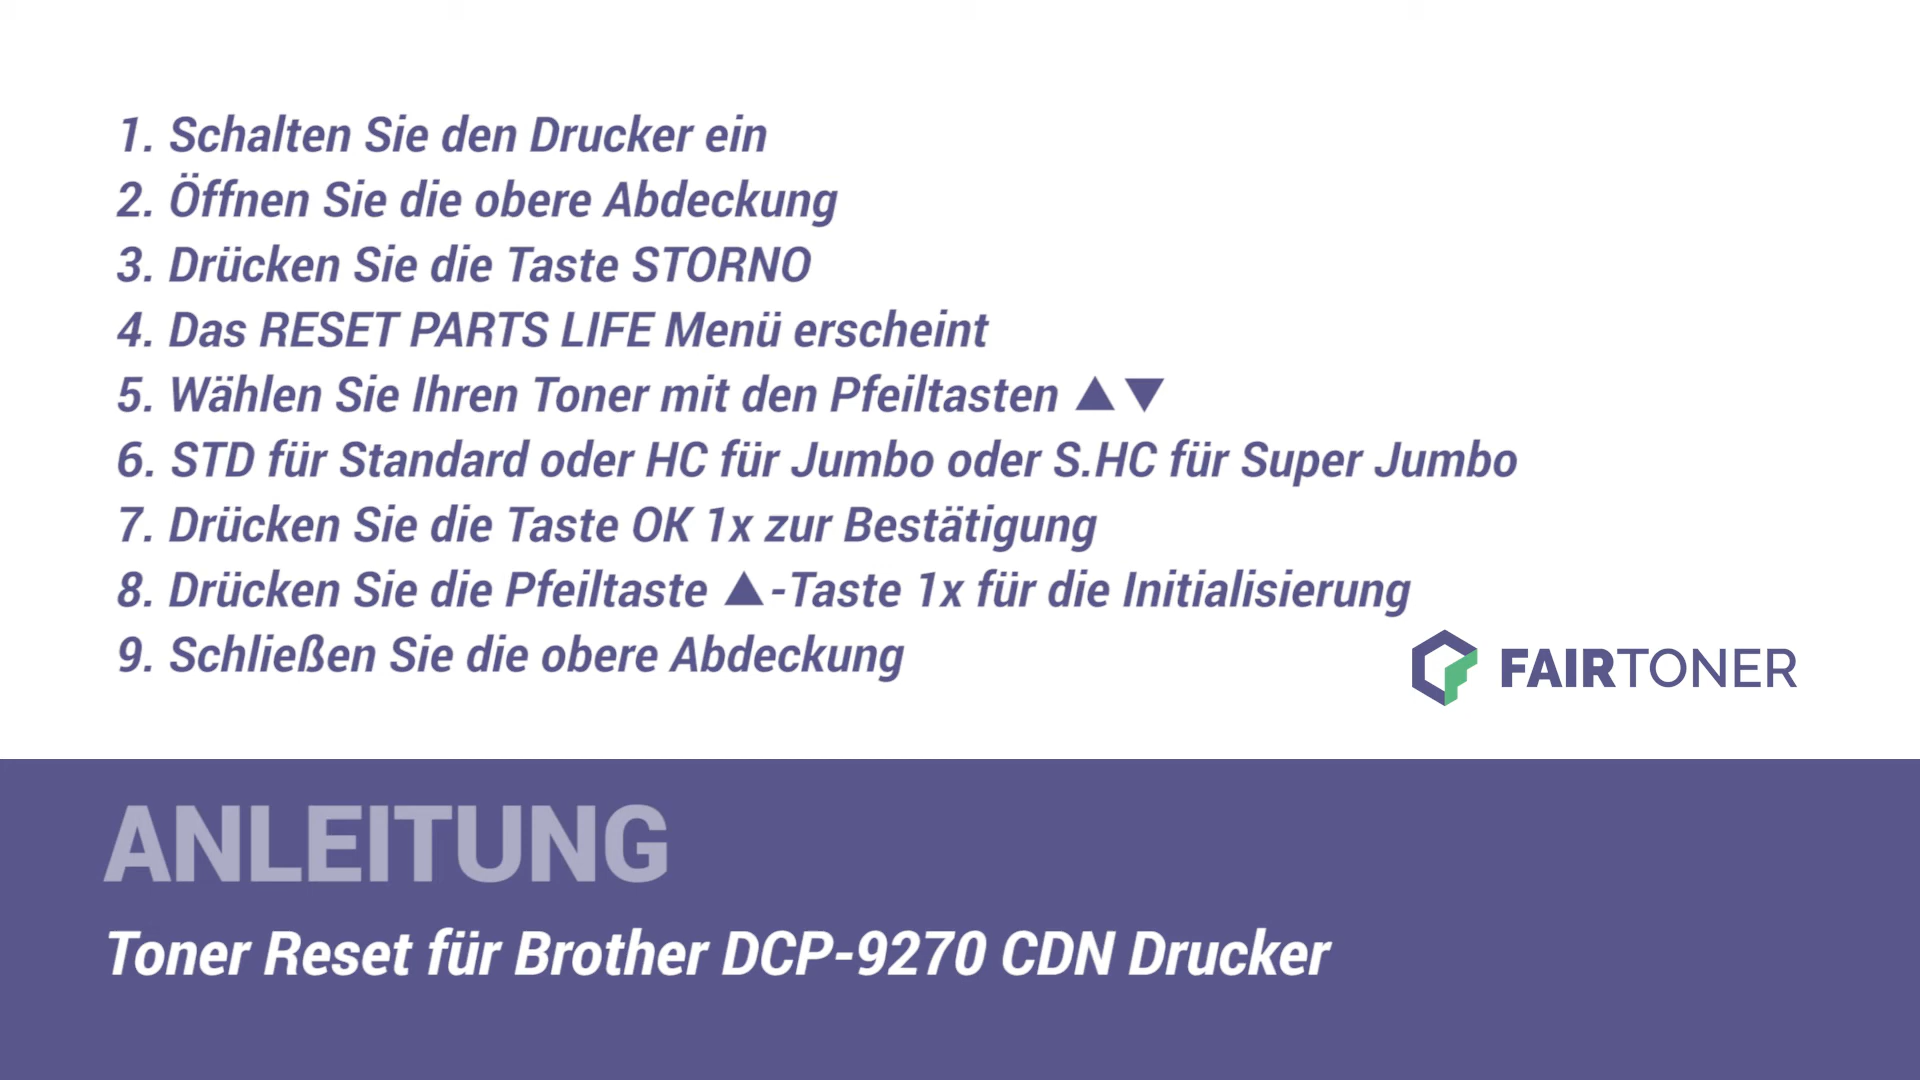 1. Schalten Sie den Drucker ein
2. Öffnen Sie die obere Abdeckung
3. Drücken Sie die Taste STORNO
4. Das RESET PARTS LIFE Menü erscheint
5. Wählen Sie Ihren Toner mit den Pfeiltasten ▲▼
6. STD für Standard oder HC für Jumbo oder S.HC für Super Jumbo
7. Drücken Sie die Taste OK 1x zur Bestätigung
8. Drücken Sie die Pfeiltaste ▲-Taste 1x für die Initialisierung
9. Schließen Sie die obere Abdeckung
FAIRTONER
ANLEITUNG
Toner Reset für Brother DCP-9270 CDN Drucker